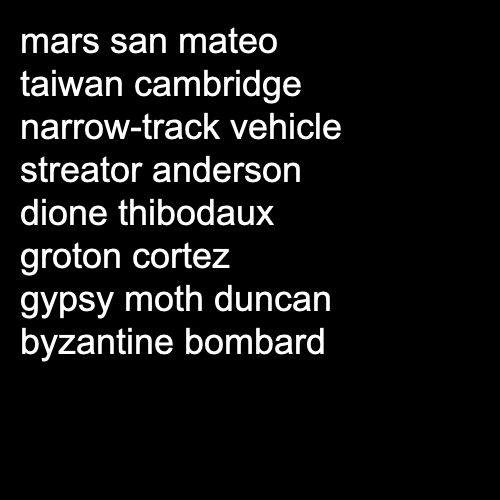 mars san mateo
taiwan cambridge
narrow-track vehicle
streator anderson
dione thibodaux
groton cortez
gypsy moth duncan
byzantine bombard